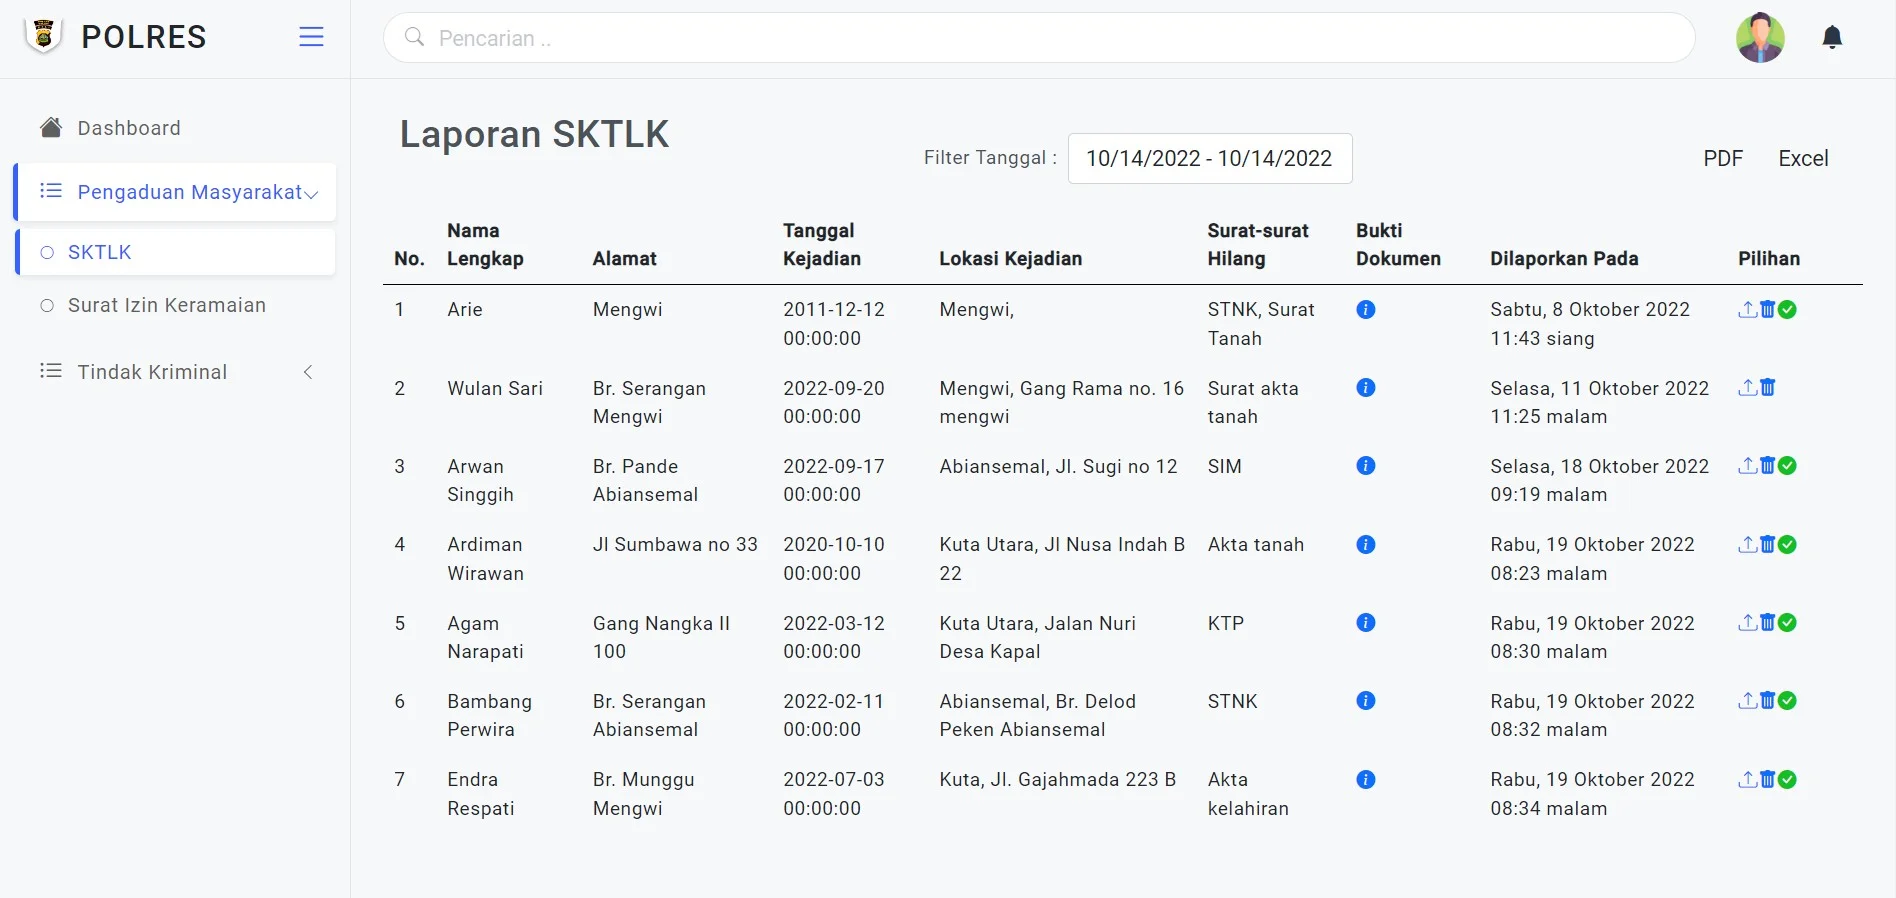 POLRES
Pencarian ..
Dashboard
Pengaduan Masyarakat
SKTLK
Surat Izin Keramaian
Tindak Kriminal
Laporan SKTLK
Filter Tanggal :
10/14/2022 - 10/14/2022
PDF
Excel
No.
Nama
Lengkap
Alamat
Tanggal
Kejadian
Lokasi Kejadian
Surat-surat
Hilang
Bukti
Dokumen
Dilaporkan Pada
Pilihan
1
Arie
Mengwi
2011-12-12
00:00:00
Mengwi,
STNK, Surat
Tanah
Sabtu, 8 Oktober 2022
11:43 siang
2
Wulan Sari
Br. Serangan
Mengwi
2022-09-20
00:00:00
Mengwi, Gang Rama no. 16
mengwi
Surat akta
tanah
Selasa, 11 Oktober 2022
11:25 malam
3
Arwan
Singgih
Br. Pande
Abiansemal
2022-09-17
00:00:00
Abiansemal, Jl. Sugi no 12
SIM
Selasa, 18 Oktober 2022
09:19 malam
4
Ardiman
Wirawan
Jl Sumbawa no 33
2020-10-10
00:00:00
Kuta Utara, Jl Nusa Indah B
22
Akta tanah
Rabu, 19 Oktober 2022
08:23 malam
5
Agam
Narapati
Gang Nangka II
100
2022-03-12
00:00:00
Kuta Utara, Jalan Nuri
Desa Kapal
KTP
Rabu, 19 Oktober 2022
08:30 malam
6
Bambang
Perwira
Br. Serangan
Abiansemal
2022-02-11
00:00:00
Abiansemal, Br. Delod
Peken Abiansemal
STNK
Rabu, 19 Oktober 2022
08:32 malam
7
Endra
Respati
Br. Munggu
Mengwi
2022-07-03
00:00:00
Kuta, Jl. Gajahmada 223 B
Akta
kelahiran
Rabu, 19 Oktober 2022
08:34 malam